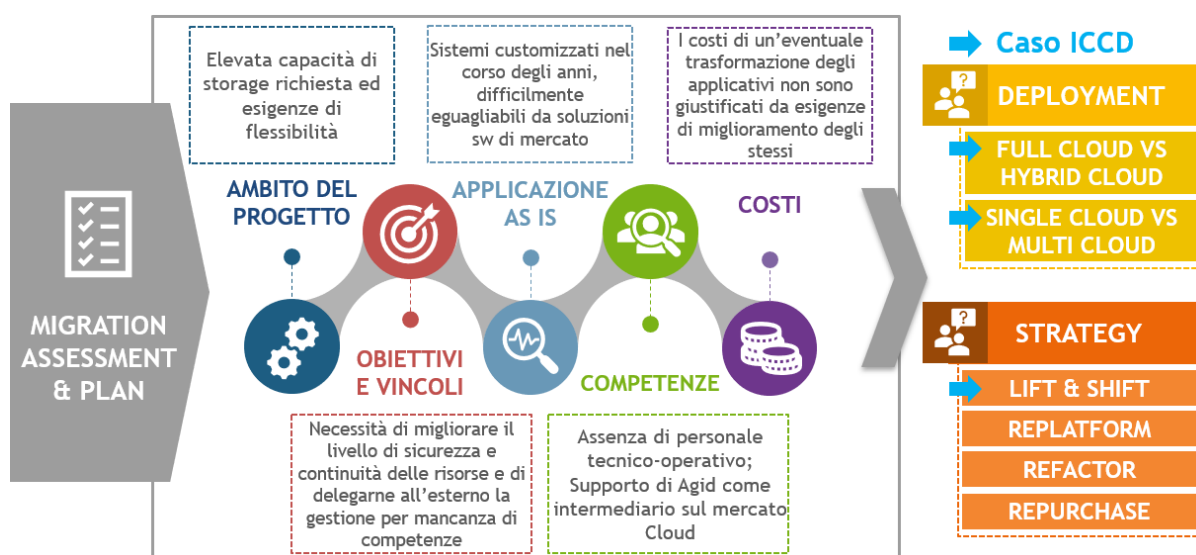 MIGRATION
ASSESSMENT
& PLAN
Elevata capacità di
storage richiesta ed
esigenze di
flessibilità
AMBITO DEL
PROGETTO
OBIETTIVI
E VINCOLI
Necessità di migliorare il
livello di sicurezza e
continuità delle risorse e di
delegarne all'esterno la
gestione per mancanza di
competenze
Sistemi customizzati nel
corso degli anni,
difficilmente
eguagliabili da soluzioni
sw di mercato
APPLICAZIONE
AS IS
COMPETENZE
Assenza di personale
tecnico-operativo;
Supporto di Agid come
intermediario sul mercato
Cloud
I costi di un'eventuale
trasformazione degli
applicativi non sono
giustificati da esigenze
di miglioramento degli
stessi
COSTI
Caso ICCD
?
DEPLOYMENT
FULL CLOUD VS
HYBRID CLOUD
SINGLE CLOUD VS
MULTI CLOUD
?
STRATEGY
LIFT & SHIFT
REPLATFORM
REFACTOR
REPURCHASE